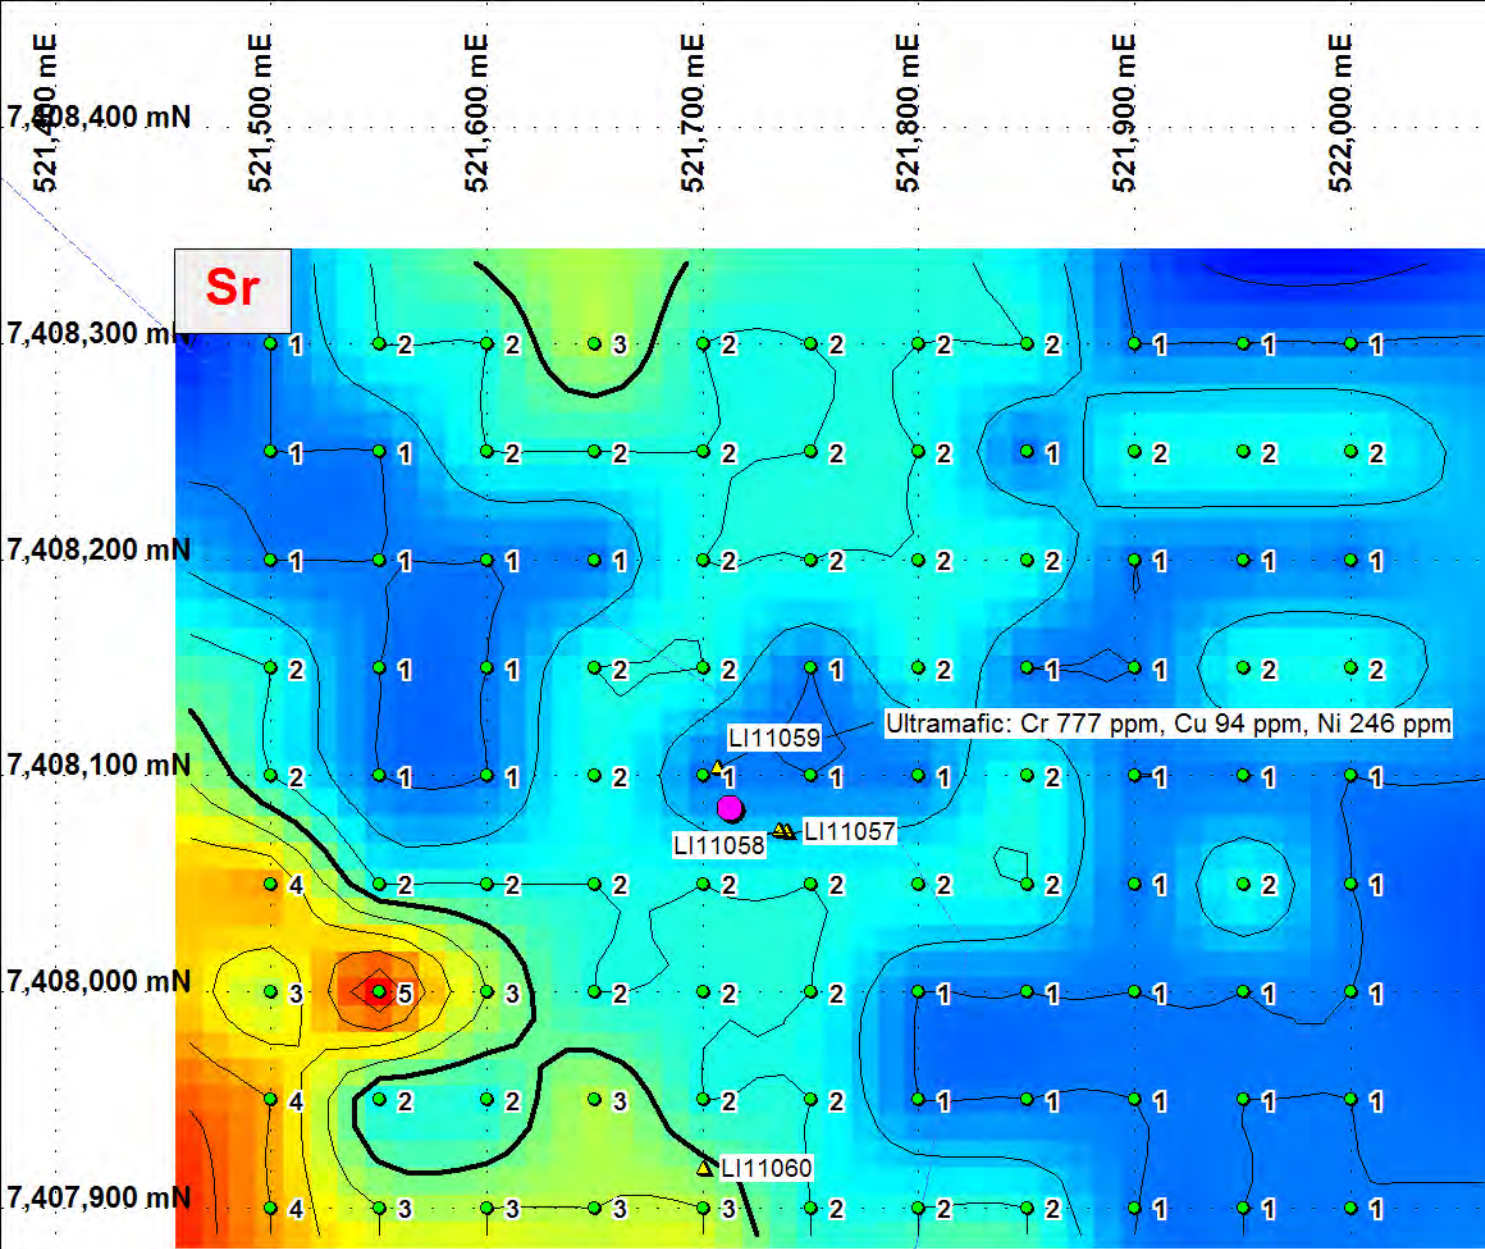 521,400 mE
521,500 mE
521,600 mE
521,700 mE
521,800 mE
521,900 mE
522,000 mE
7,408,400 mN
Sr
7,408,300 mN
1 2 2 3 2 2 2 2 1 1 1
1 1 2 2 2 2 2 1 2 2 2
7,408,200 mN
1 1 1 1 2 2 2 2 1 1 1
2 1 1 2 2 1 2 1 1 2 2
Ultramafic: Cr 777 ppm, Cu 94 ppm, Ni 246 ppm
LI11059
7,408,100 mN
2 1 1 2 1 1 1 2 1 1 1
LI11057
LI11058
4 2 2 2 2 2 2 2 1 2 1
7,408,000 mN
3 5 3 2 2 2 1 1 1 1 1
4 2 2 3 2 2 1 1 1 1 1
LI11060
7,407,900 mN
4 3 3 3 3 2 2 2 1 1 1